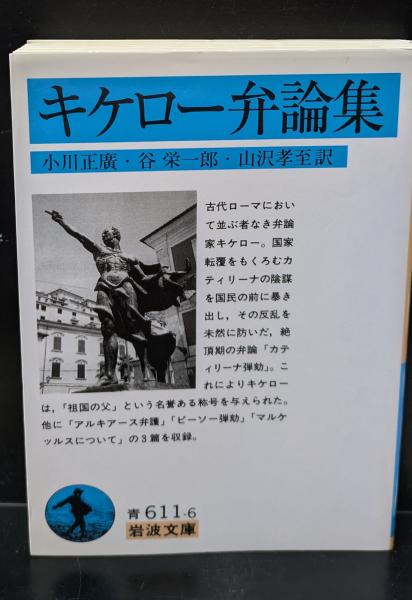 キケロー弁論集
小川正廣・谷 栄一郎・山沢孝至訳
古代ローマにおい
て並ぶ者なき弁論
家キケロー。国家
転覆をもくろむカ
ティリーナの陰謀
を国民の前に暴き
出し，その反乱を
未然に防いだ，絶
頂期の弁論「カテ
ィリーナ弾劾」。こ
れによりキケロー
は，「祖国の父」という名誉ある称号を与えられた。
他に「アルキアース弁護」「ピーソー弾劾」「マルケ
ッルスについて」の3篇を収録。
青 611-6
岩波文庫